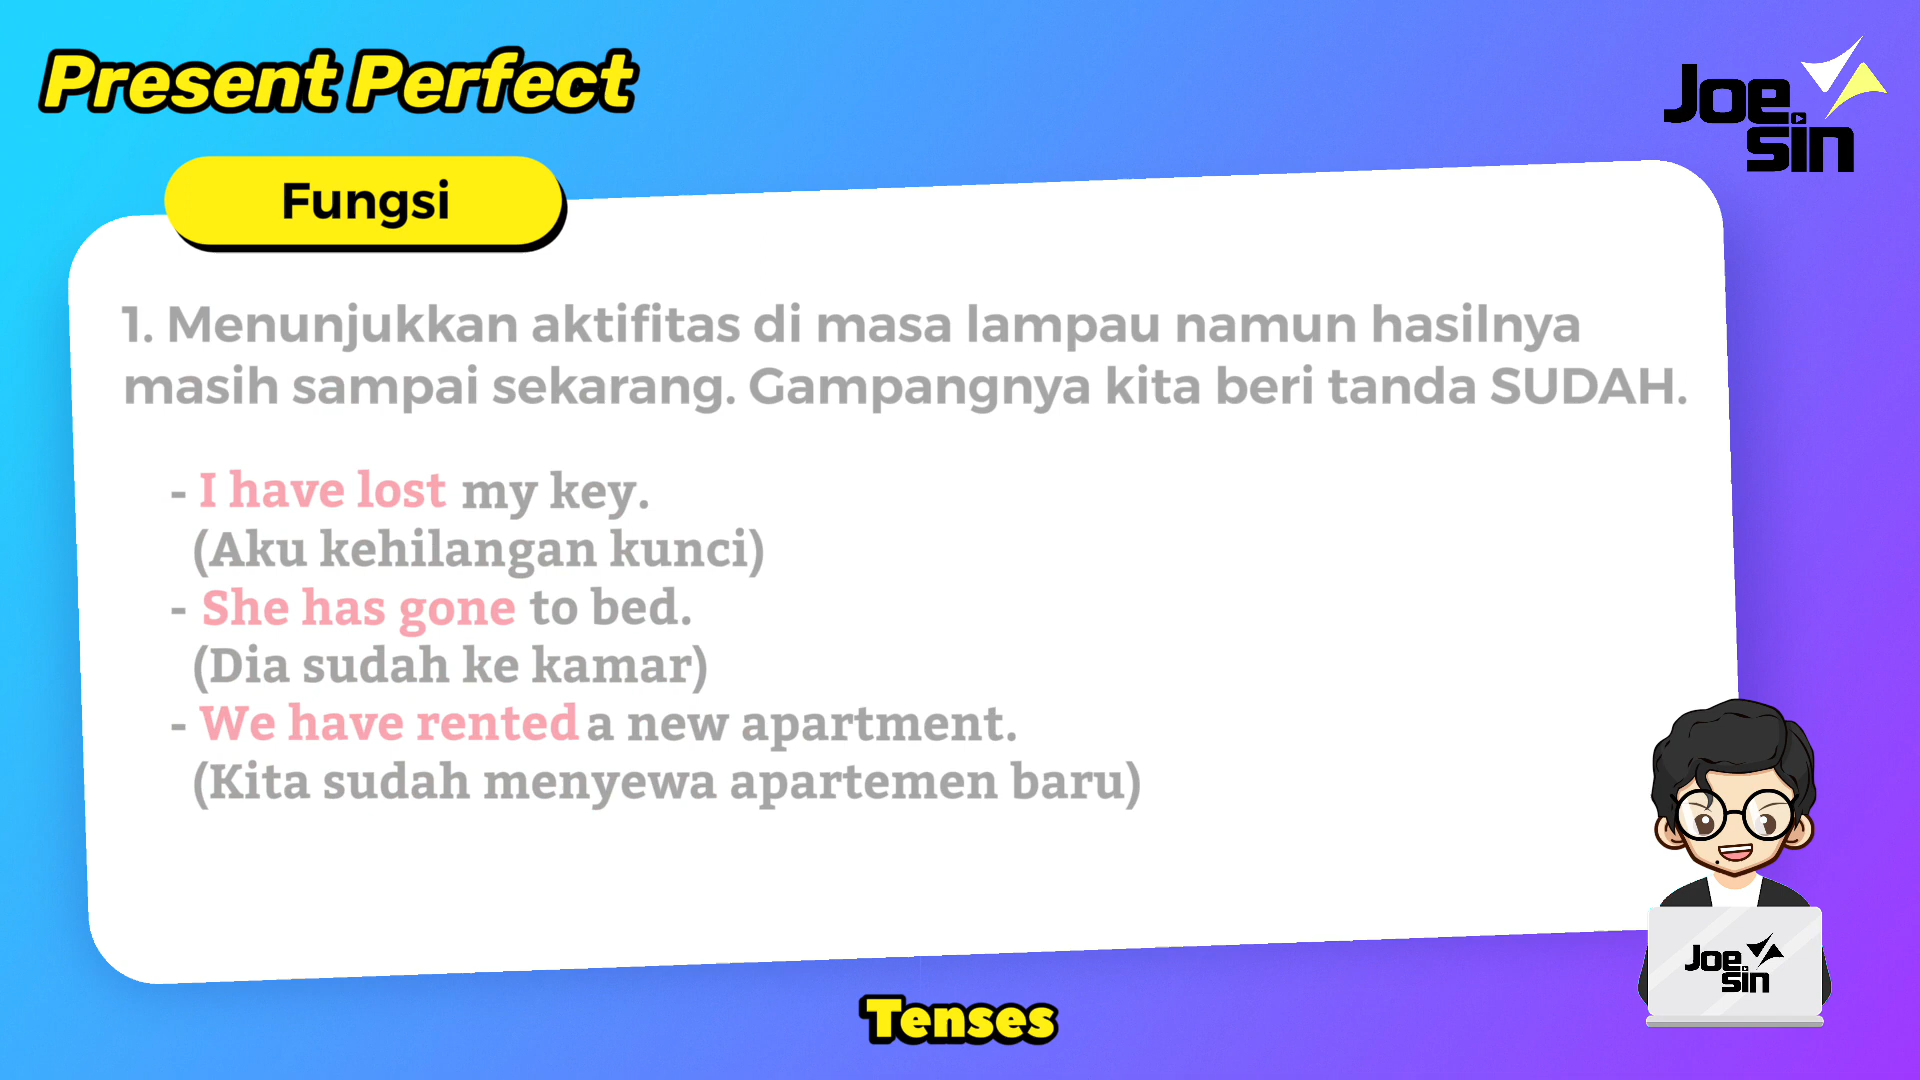 Present Perfect
Joe
sin
Fungsi
1. Menunjukkan aktifitas di masa lampau namun hasilnya
masih sampai sekarang. Gampangnya kita beri tanda SUDAH.
- I have lost my key.
(Aku kehilangan kunci)
- She has gone to bed.
(Dia sudah ke kamar)
- We have rented a new apartment.
(Kita sudah menyewa apartemen baru)
Joe
sin
Tenses